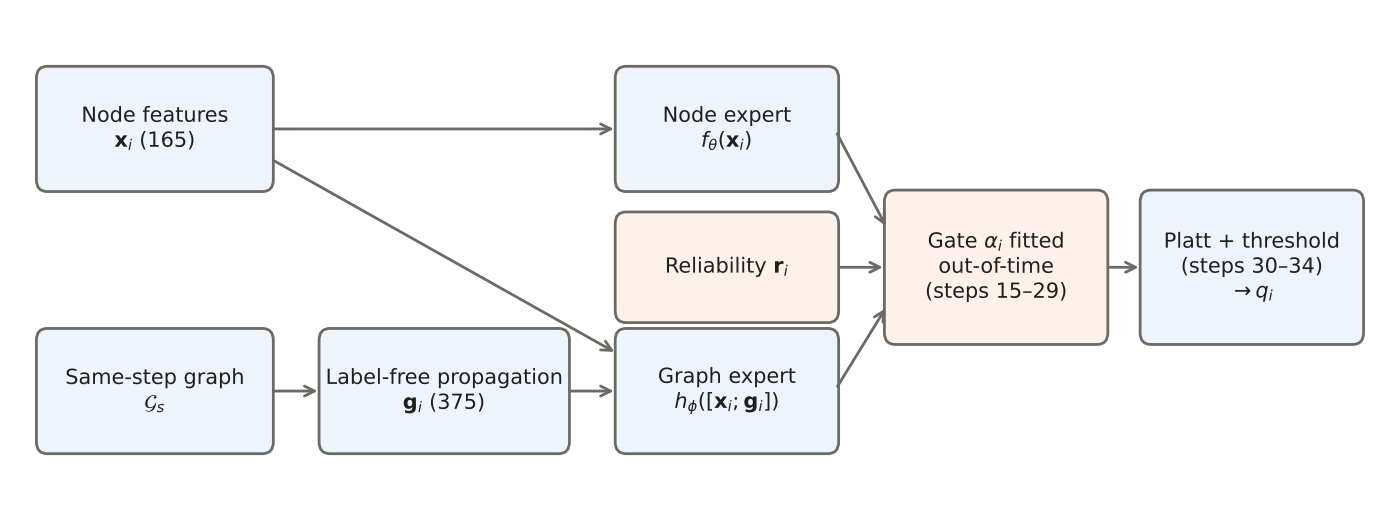 Node features
𝐱ᵢ (165)
Node expert
f_θ(𝐱ᵢ)
Reliability 𝐫ᵢ
Gate αᵢ fitted
out-of-time
(steps 15–29)
Platt + threshold
(steps 30–34)
→ qᵢ
Same-step graph
𝒢ₛ
Label-free propagation
𝐠ᵢ (375)
Graph expert
h_ϕ([𝐱ᵢ; 𝐠ᵢ])